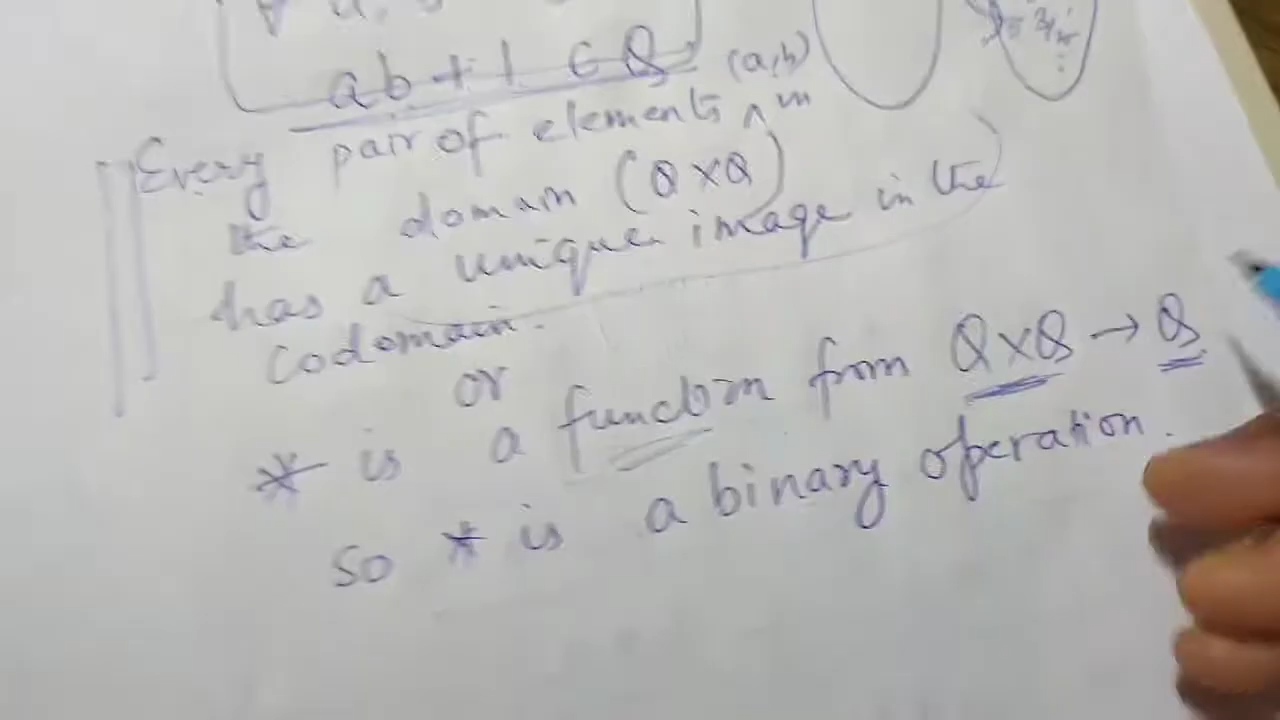 ab + 1 ∈ Q
Every pair of elements (a,b) in
the domain (Q×Q)
has a unique image in the
codomain.
or
* is a function from Q×Q → Q
So * is a binary operation.